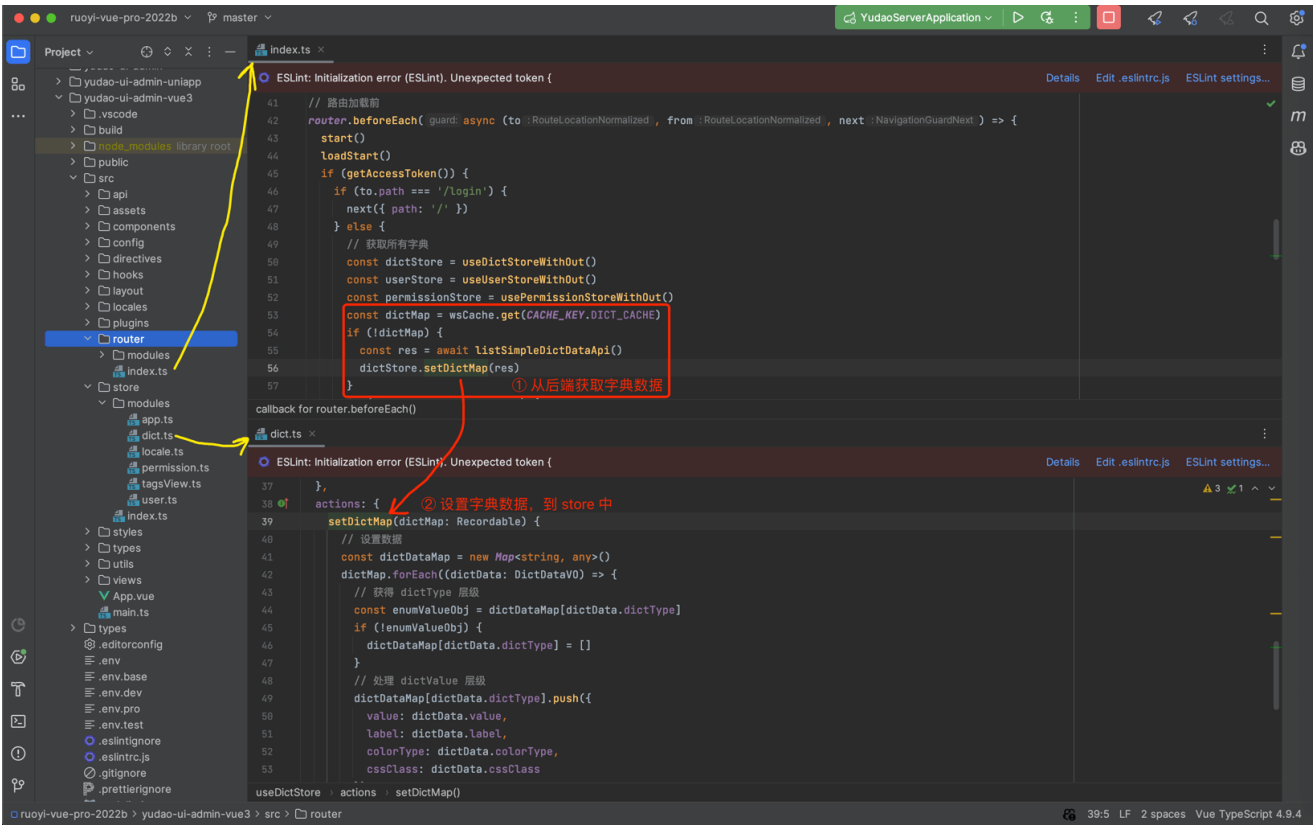 ruoyi-vue-pro-2022b
master
YudaoServerApplication
Project
yudao-ui-admin-uniapp
yudao-ui-admin-vue3
.vscode
build
node_modules library root
public
src
api
assets
components
config
directives
hooks
layout
locales
plugins
router
modules
index.ts
store
modules
app.ts
dict.ts
locale.ts
permission.ts
tagsView.ts
user.ts
index.ts
styles
types
utils
views
App.vue
main.ts
types
.editorconfig
.env
.env.base
.env.dev
.env.pro
.env.test
.eslintignore
.eslintrc.js
.gitignore
.prettierignore
index.ts
ESLint: Initialization error (ESLint). Unexpected token {
Details Edit .eslintrc.js ESLint settings...
41 // 路由加载前
42 router.beforeEach( guard: async (to : RouteLocationNormalized , from : RouteLocationNormalized , next : NavigationGuardNext ) => {
43 start()
44 loadStart()
45 if (getAccessToken()) {
46 if (to.path === '/login') {
47 next({ path: '/' })
48 } else {
49 // 获取所有字典
50 const dictStore = useDictStoreWithOut()
51 const userStore = useUserStoreWithOut()
52 const permissionStore = usePermissionStoreWithOut()
53 const dictMap = wsCache.get(CACHE_KEY.DICT_CACHE)
54 if (!dictMap) {
55 const res = await listSimpleDictDataApi()
56 dictStore.setDictMap(res)
57 }
① 从后端获取字典数据
callback for router.beforeEach()
dict.ts
ESLint: Initialization error (ESLint). Unexpected token {
Details Edit .eslintrc.js ESLint settings...
3 1
37 },
38 actions: {
② 设置字典数据，到 store 中
39 setDictMap(dictMap: Recordable) {
40 // 设置数据
41 const dictDataMap = new Map<string, any>()
42 dictMap.forEach((dictData: DictDataVO) => {
43 // 获得 dictType 层级
44 const enumValueObj = dictDataMap[dictData.dictType]
45 if (!enumValueObj) {
46 dictDataMap[dictData.dictType] = []
47 }
48 // 处理 dictValue 层级
49 dictDataMap[dictData.dictType].push({
50 value: dictData.value,
51 label: dictData.label,
52 colorType: dictData.colorType,
53 cssClass: dictData.cssClass
useDictStore > actions > setDictMap()
ruoyi-vue-pro-2022b > yudao-ui-admin-vue3 > src > router
39:5 LF 2 spaces Vue TypeScript 4.9.4